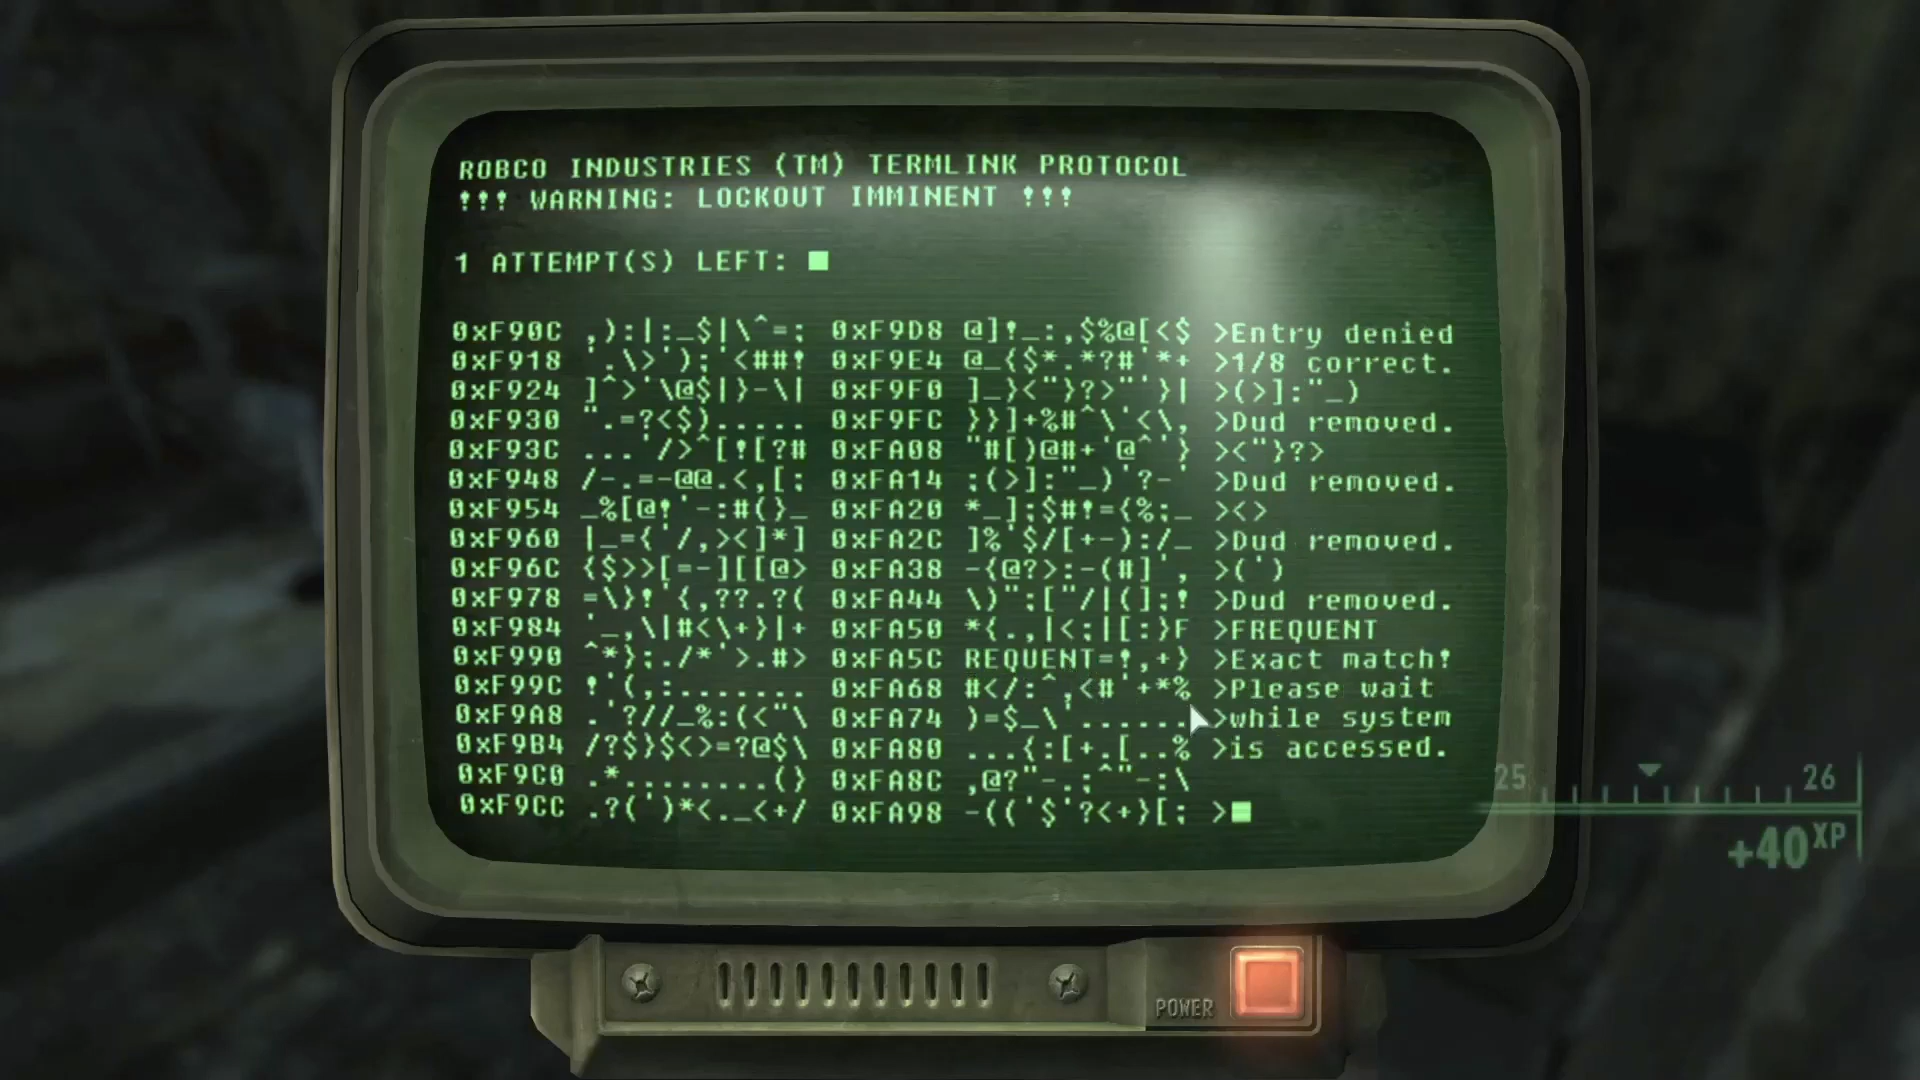 ROBCO INDUSTRIES (TM) TERMLINK PROTOCOL
!!! WARNING: LOCKOUT IMMINENT !!!
1 ATTEMPT(S) LEFT: ■
0xF90C ,):|:_$|\^=; 0xF9D8 @]!_:,$%@[<$ >Entry denied
0xF918 '.\>');'<##! 0xF9E4 @_{$*.*?#'*+ >1/8 correct.
0xF924 ]^>'\@$|}-\| 0xF9F0 ]_}<"}?>"'}| >(>]:"_)
0xF930 ".=?<$)..... 0xF9FC }}]+%#^\'<\, >Dud removed.
0xF93C ...'/>^[![?# 0xFA08 "#[)@#+'@^'} ><"}?>
0xF948 /-.=-@@.<,[; 0xFA14 ;(>]:"_)'?-' >Dud removed.
0xF954 _%[@!'-:#(}_ 0xFA20 *_];$#!={%;_ ><>
0xF960 |_={'/,><]*] 0xFA2C ]%'$/[+-):/_ >Dud removed.
0xF96C {$>>[=-][[@> 0xFA38 -{@?>:-(#]', >(')
0xF978 =\}!'{,??.?( 0xFA44 \)";["/|(];! >Dud removed.
0xF984 '_,\|#<\+}|+ 0xFA50 *{.,|<;|[:}F >FREQUENT
0xF990 ^*};./*'>.#> 0xFA5C REQUENT=!,+} >Exact match!
0xF99C !'(,:....... 0xFA68 #</:^,<#'+*% >Please wait
0xF9A8 .'?//_%:(<"\ 0xFA74 )=$_\'...... >while system
0xF9B4 /?$}$<>=?@$\ 0xFA80 ...{:[+.[..% >is accessed.
0xF9C0 .*........(} 0xFA8C ,@?"-.;^"-:\
0xF9CC .?(')*<._<+/ 0xFA98 -(('$'?<+}[; >■
25 26
+40 XP
POWER